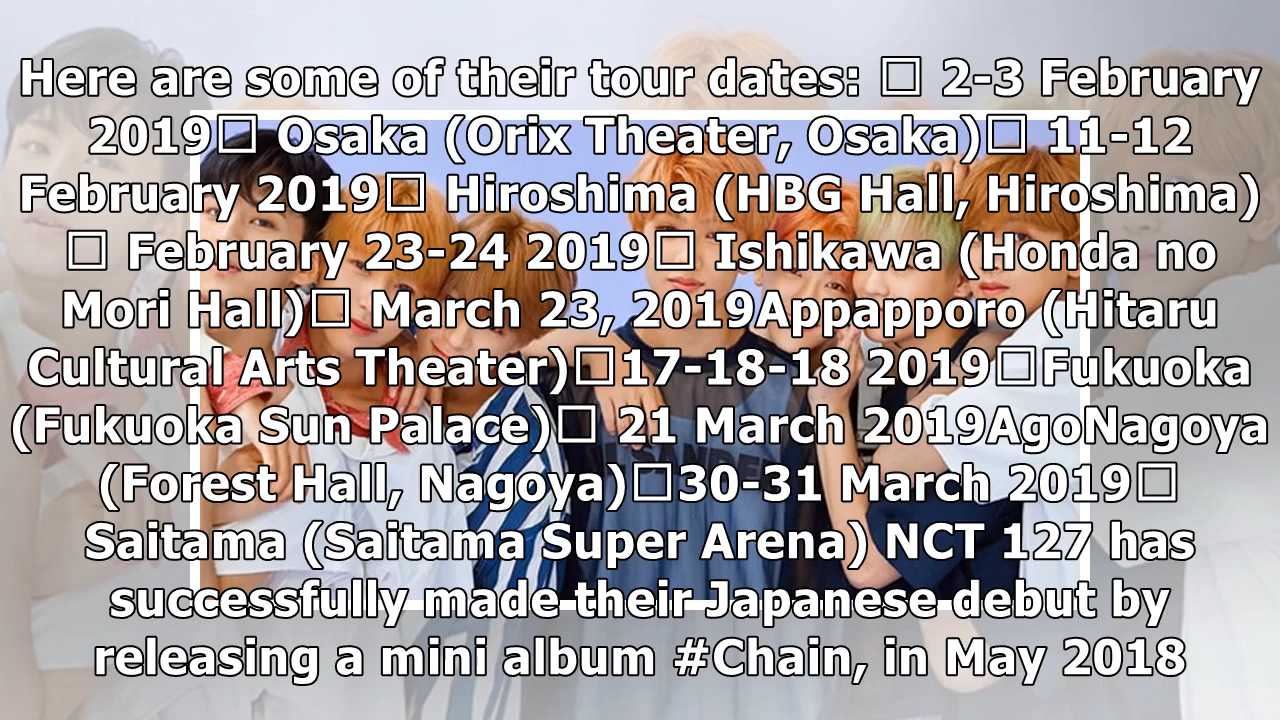 Here are some of their tour dates: □ 2-3 February
2019□ Osaka (Orix Theater, Osaka)□ 11-12
February 2019□ Hiroshima (HBG Hall, Hiroshima)
□ February 23-24 2019□ Ishikawa (Honda no
Mori Hall)□ March 23, 2019Appapporo (Hitaru
Cultural Arts Theater)□17-18-18 2019□Fukuoka
(Fukuoka Sun Palace)□ 21 March 2019AgoNagoya
(Forest Hall, Nagoya)□30-31 March 2019□
Saitama (Saitama Super Arena) NCT 127 has
successfully made their Japanese debut by
releasing a mini album #Chain, in May 2018